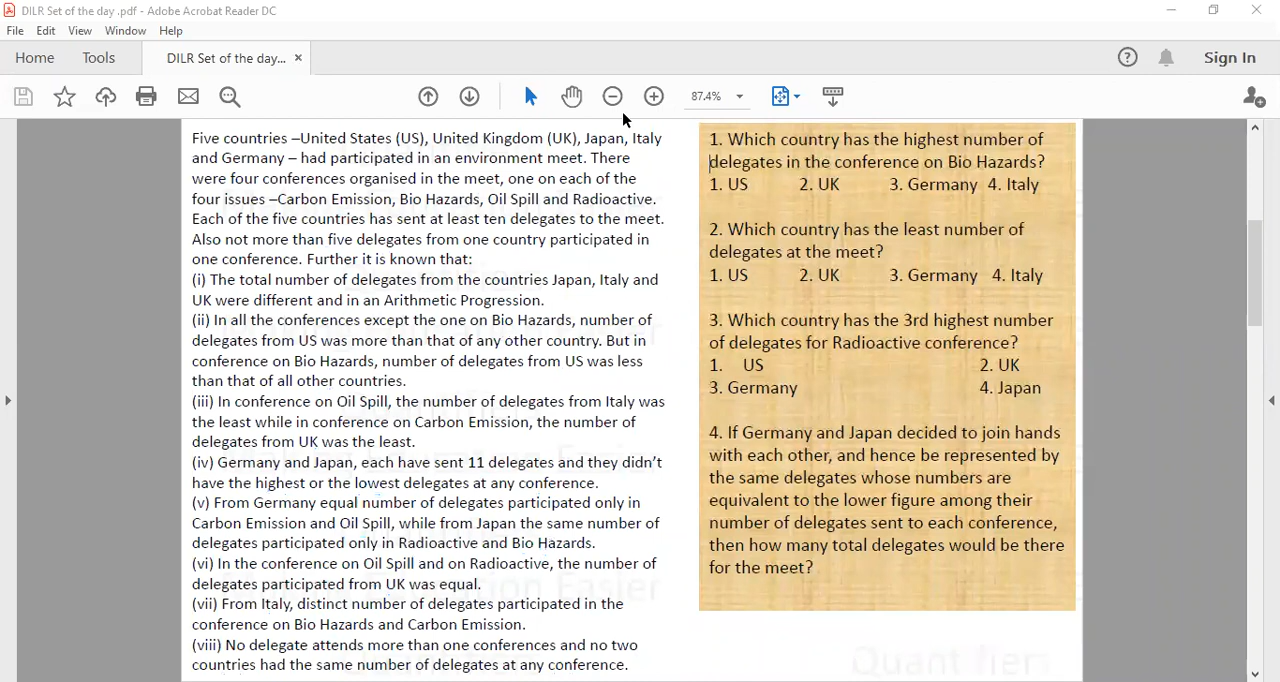 DILR Set of the day .pdf - Adobe Acrobat Reader DC
File Edit View Window Help
Home Tools DILR Set of the day... × Sign In
87.4%
Five countries –United States (US), United Kingdom (UK), Japan, Italy
and Germany – had participated in an environment meet. There
were four conferences organised in the meet, one on each of the
four issues –Carbon Emission, Bio Hazards, Oil Spill and Radioactive.
Each of the five countries has sent at least ten delegates to the meet.
Also not more than five delegates from one country participated in
one conference. Further it is known that:
(i) The total number of delegates from the countries Japan, Italy and
UK were different and in an Arithmetic Progression.
(ii) In all the conferences except the one on Bio Hazards, number of
delegates from US was more than that of any other country. But in
conference on Bio Hazards, number of delegates from US was less
than that of all other countries.
(iii) In conference on Oil Spill, the number of delegates from Italy was
the least while in conference on Carbon Emission, the number of
delegates from UK was the least.
(iv) Germany and Japan, each have sent 11 delegates and they didn't
have the highest or the lowest delegates at any conference.
(v) From Germany equal number of delegates participated only in
Carbon Emission and Oil Spill, while from Japan the same number of
delegates participated only in Radioactive and Bio Hazards.
(vi) In the conference on Oil Spill and on Radioactive, the number of
delegates participated from UK was equal.
(vii) From Italy, distinct number of delegates participated in the
conference on Bio Hazards and Carbon Emission.
(viii) No delegate attends more than one conferences and no two
countries had the same number of delegates at any conference.
1. Which country has the highest number of
delegates in the conference on Bio Hazards?
1. US 2. UK 3. Germany 4. Italy
2. Which country has the least number of
delegates at the meet?
1. US 2. UK 3. Germany 4. Italy
3. Which country has the 3rd highest number
of delegates for Radioactive conference?
1. US 2. UK
3. Germany 4. Japan
4. If Germany and Japan decided to join hands
with each other, and hence be represented by
the same delegates whose numbers are
equivalent to the lower figure among their
number of delegates sent to each conference,
then how many total delegates would be there
for the meet?